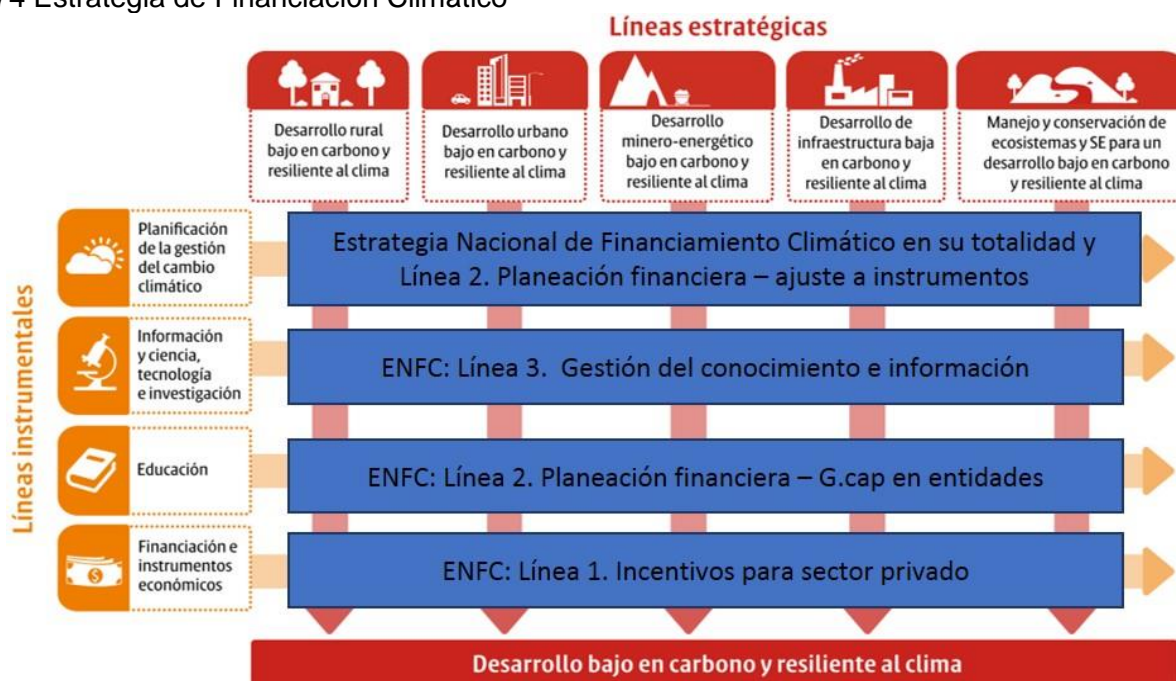 4 Estrategia de Financiación Climático
Líneas estratégicas
Desarrollo rural
bajo en carbono y
resiliente al clima
Desarrollo urbano
bajo en carbono y
resiliente al clima
Desarrollo
minero-energético
bajo en carbono y
resiliente al clima
Desarrollo de
infraestructura baja
en carbono y
resiliente al clima
Manejo y conservación de
ecosistemas y SE para un
desarrollo bajo en carbono
y resiliente al clima
Líneas instrumentales
Planificación
de la gestión
del cambio
climático
Estrategia Nacional de Financiamiento Climático en su totalidad y
Línea 2. Planeación financiera – ajuste a instrumentos
Información
y ciencia,
tecnología
e investigación
ENFC: Línea 3. Gestión del conocimiento e información
Educación
ENFC: Línea 2. Planeación financiera – G.cap en entidades
Financiación e
instrumentos
económicos
$
ENFC: Línea 1. Incentivos para sector privado
Desarrollo bajo en carbono y resiliente al clima